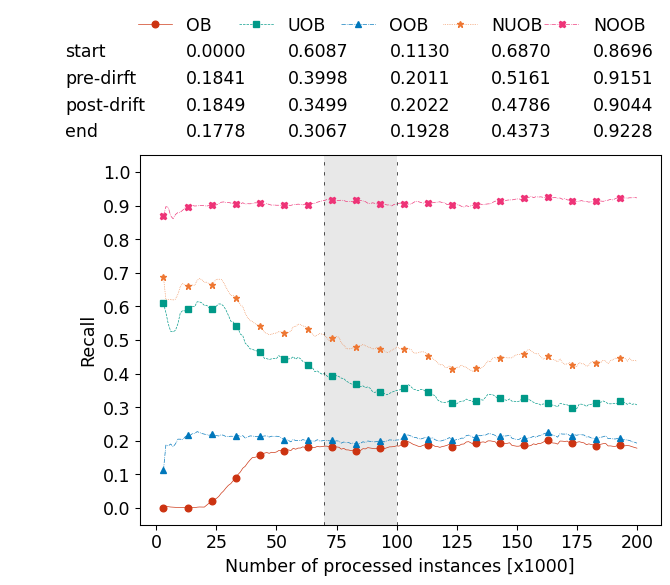 OB UOB OOB NUOB NOOB
start 0.0000 0.6087 0.1130 0.6870 0.8696
pre-dirft 0.1841 0.3998 0.2011 0.5161 0.9151
post-drift 0.1849 0.3499 0.2022 0.4786 0.9044
end 0.1778 0.3067 0.1928 0.4373 0.9228
1.0
0.9
0.8
0.7
0.6
0.5
0.4
0.3
0.2
0.1
0.0
Recall
0 25 50 75 100 125 150 175 200
Number of processed instances [x1000]